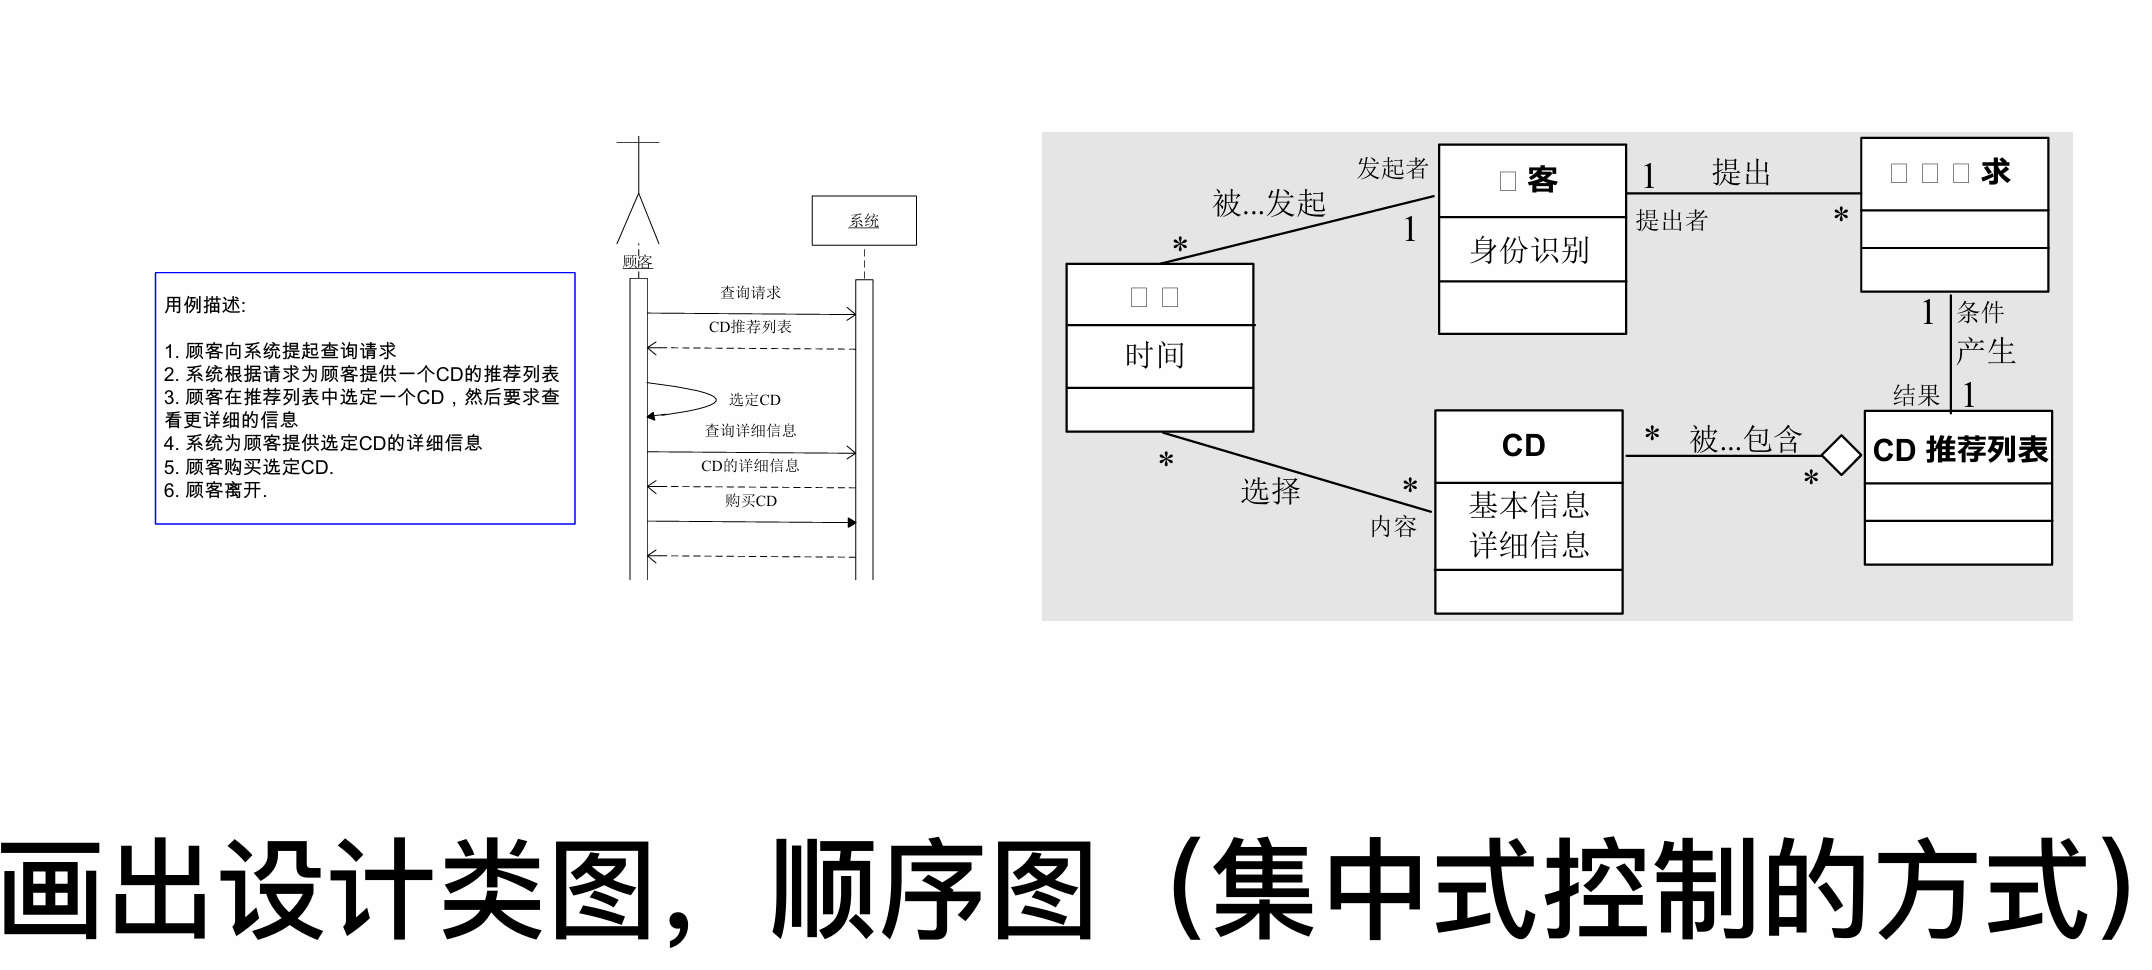 用例描述:
1. 顾客向系统提起查询请求
2. 系统根据请求为顾客提供一个CD的推荐列表
3. 顾客在推荐列表中选定一个CD，然后要求查
看更详细的信息
4. 系统为顾客提供选定CD的详细信息
5. 顾客购买选定CD.
6. 顾客离开.
顾客
系统
查询请求
CD推荐列表
选定CD
查询详细信息
CD的详细信息
购买CD
被...发起
发起者
*
1
□客
身份识别
1
提出
提出者
*
□□□求
□□
时间
1
条件
产生
结果
1
*
选择
*
内容
CD
基本信息
详细信息
*
被...包含
*
CD 推荐列表
画出设计类图，顺序图（集中式控制的方式）